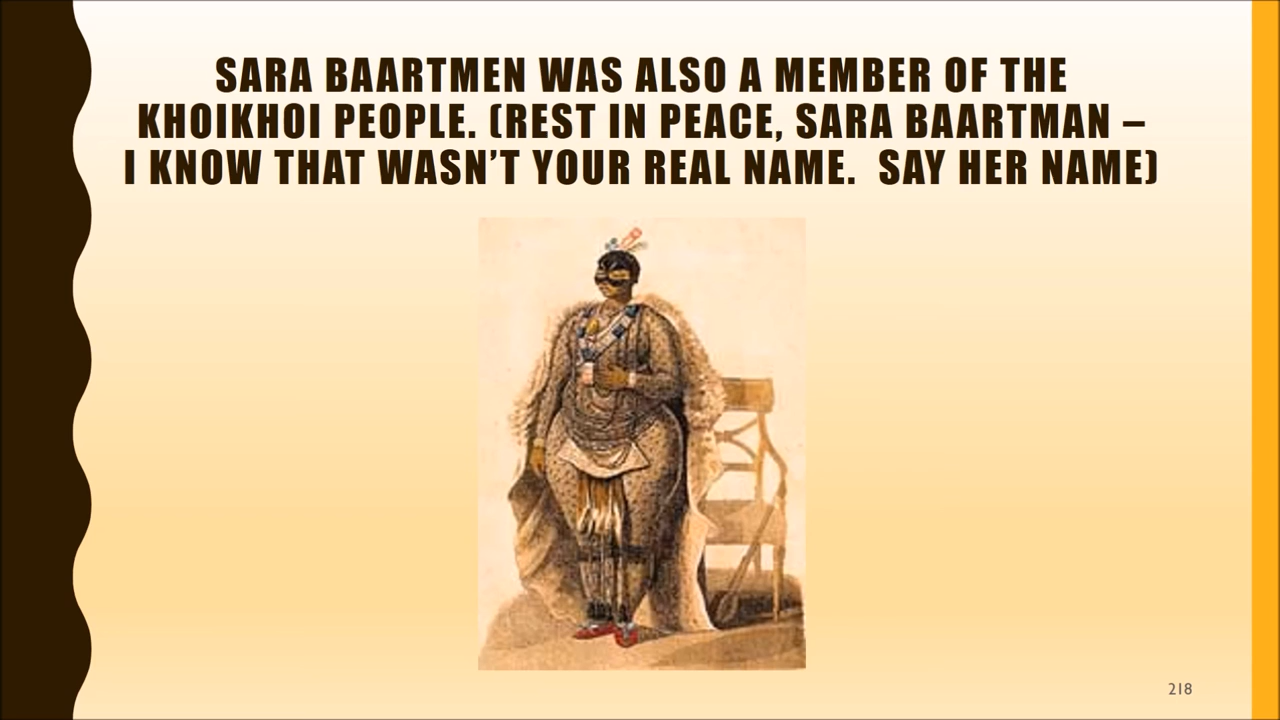 SARA BAARTMEN WAS ALSO A MEMBER OF THE
KHOIKHOI PEOPLE. (REST IN PEACE, SARA BAARTMAN –
I KNOW THAT WASN’T YOUR REAL NAME.  SAY HER NAME)
218